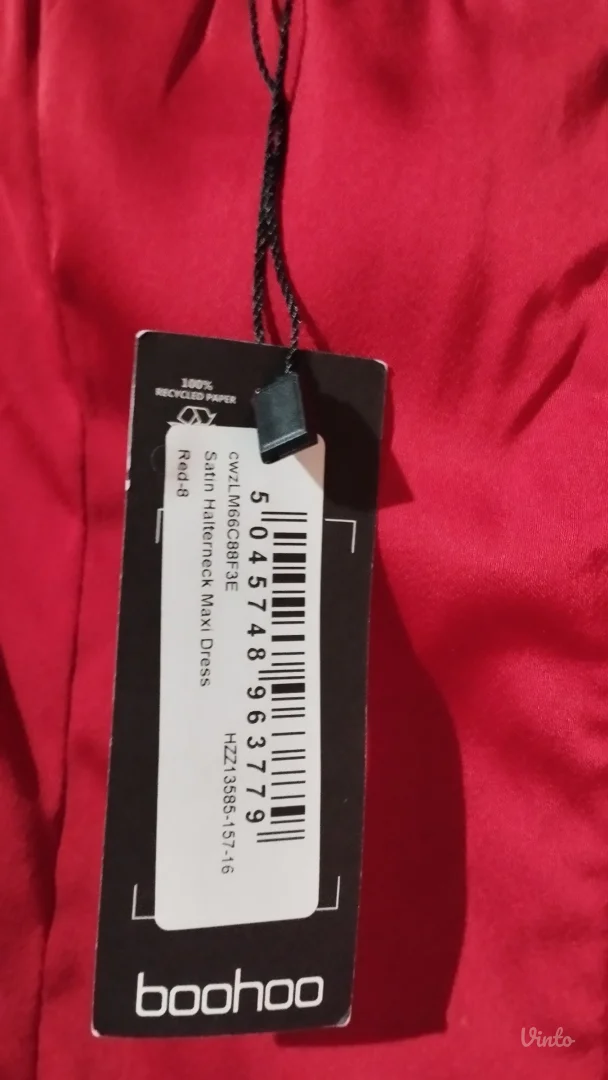 100%
RECYCLED PAPER
5 045748 963779
cwzLM66C88F3E HZZ13585-157-16
Satin Halterneck Maxi Dress
Red-8
boohoo
Vinto